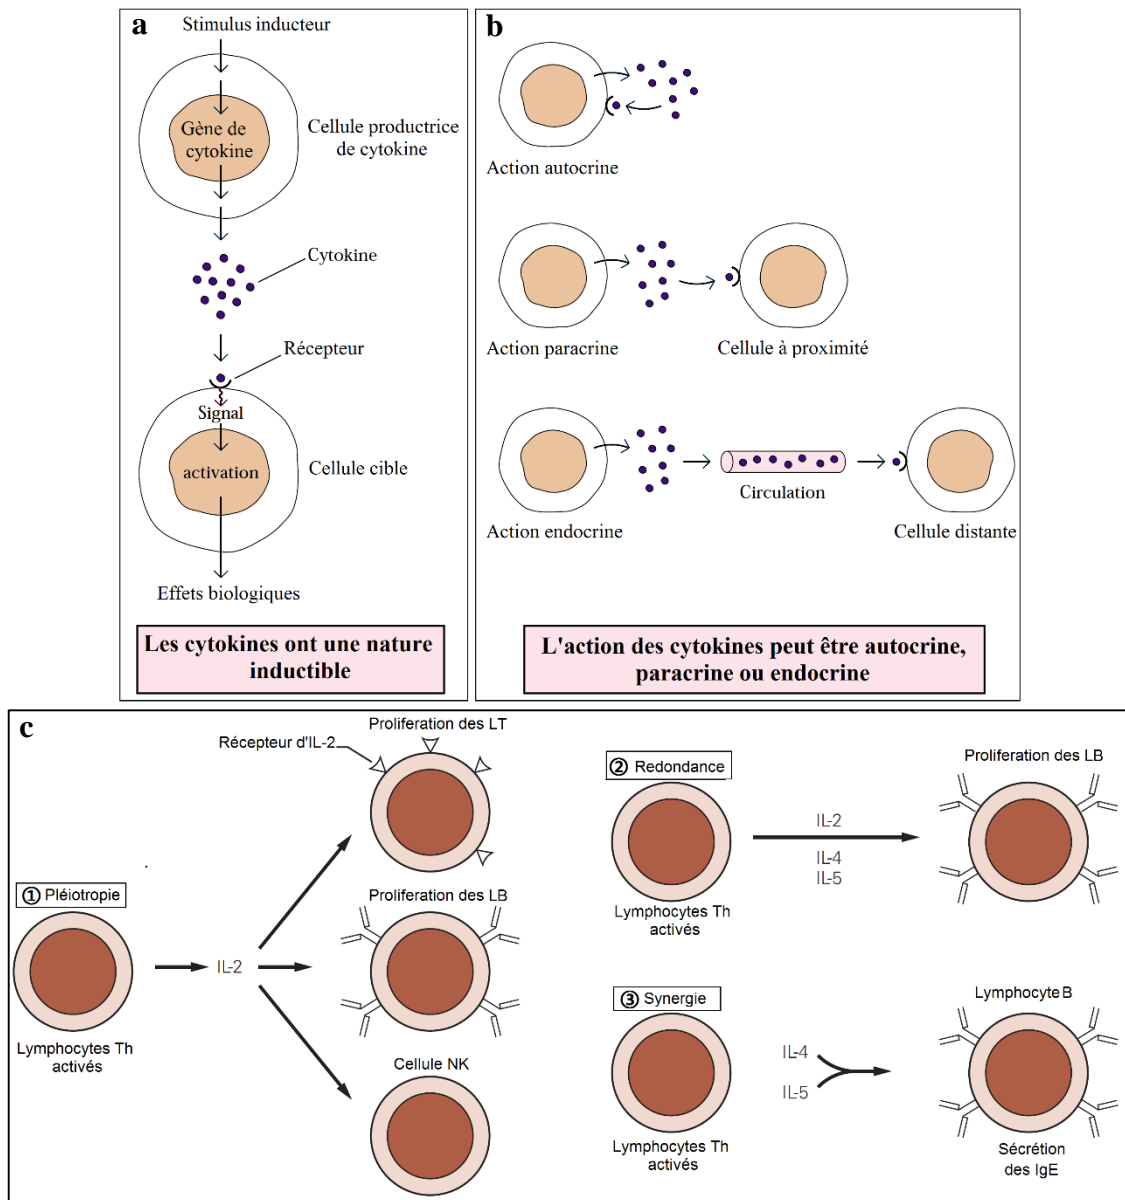 a
Stimulus inducteur
Gène de
cytokine
Cellule productrice
de cytokine
Cytokine
Récepteur
Signal
activation
Cellule cible
Effets biologiques
Les cytokines ont une nature
inductible
b
Action autocrine
Action paracrine
Cellule à proximité
Action endocrine
Circulation
Cellule distante
L'action des cytokines peut être autocrine,
paracrine ou endocrine
c
① Pléiotropie
Lymphocytes Th
activés
IL-2
Récepteur d'IL-2
Proliferation des LT
Proliferation des LB
Cellule NK
② Redondance
Lymphocytes Th
activés
IL-2
IL-4
IL-5
Proliferation des LB
③ Synergie
Lymphocytes Th
activés
IL-4
IL-5
Lymphocyte B
Sécrétion
des IgE